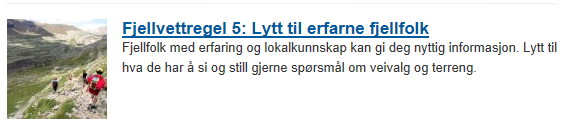 Fjellvettregel 5: Lytt til erfarne fjellfolk
Fjellfolk med erfaring og lokalkunnskap kan gi deg nyttig informasjon. Lytt til
hva de har å si og still gjerne spørsmål om veivalg og terreng.